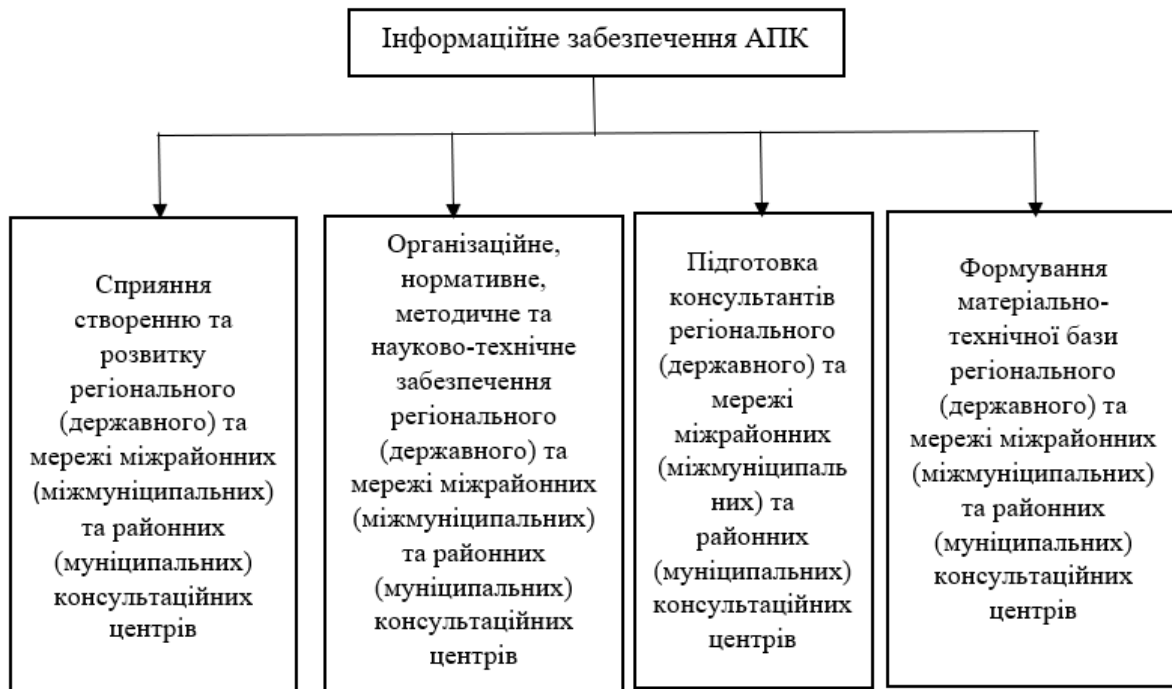 Інформаційне забезпечення АПК
Сприяння
створенню та
розвитку
регіонального
(державного) та
мережі міжрайонних
(міжмуніципальних)
та районних
(муніципальних)
консультаційних
центрів
Організаційне,
нормативне,
методичне та
науково-технічне
забезпечення
регіонального
(державного) та
мережі міжрайонних
(міжмуніципальних)
та районних
(муніципальних)
консультаційних
центрів
Підготовка
консультантів
регіонального
(державного) та
мережі
міжрайонних
(міжмуніципаль
них) та
районних
(муніципальних)
консультаційних
центрів
Формування
матеріально-
технічної бази
регіонального
(державного) та
мережі міжрайонних
(міжмуніципальних)
та районних
(муніципальних)
консультаційних
центрів